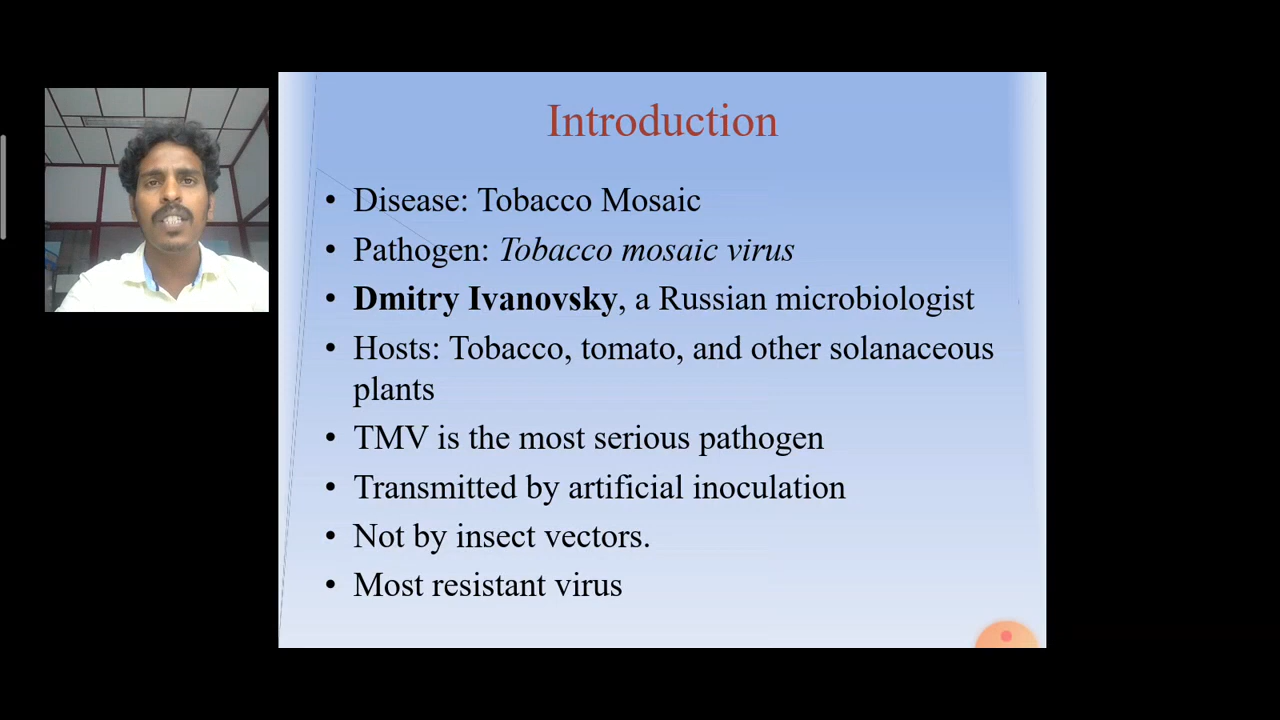 Introduction
• Disease: Tobacco Mosaic
• Pathogen: Tobacco mosaic virus
• Dmitry Ivanovsky, a Russian microbiologist
• Hosts: Tobacco, tomato, and other solanaceous
plants
• TMV is the most serious pathogen
• Transmitted by artificial inoculation
• Not by insect vectors.
• Most resistant virus